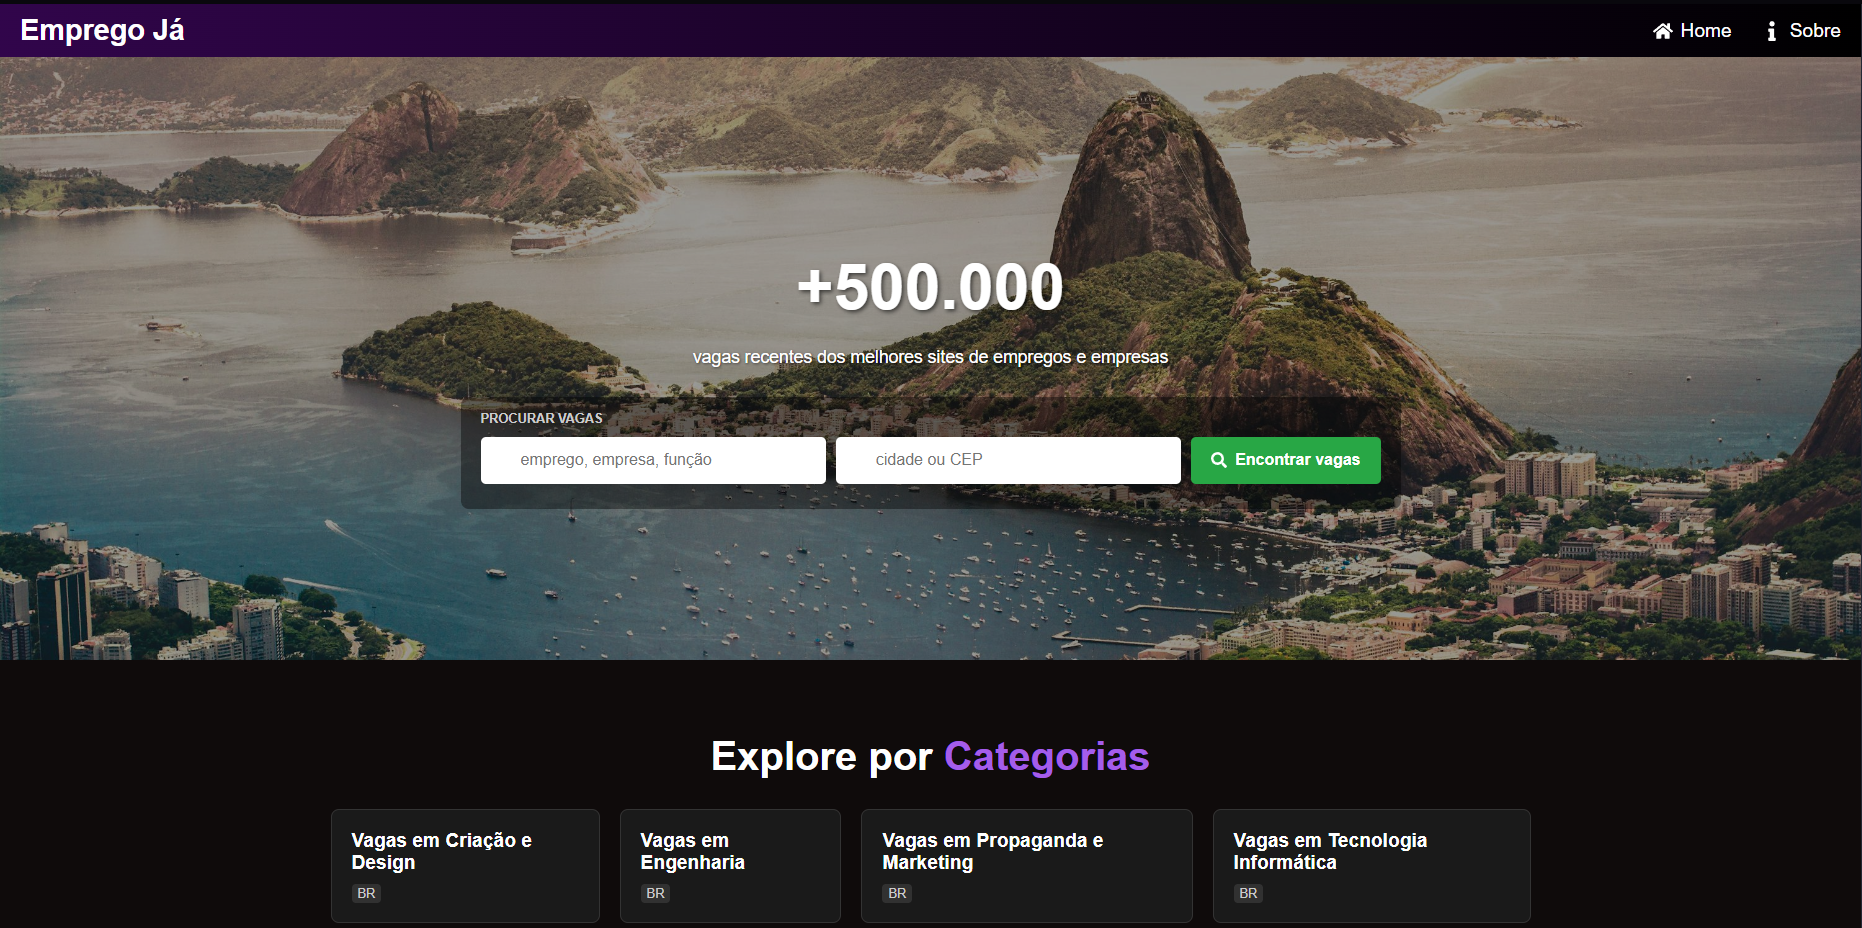 Emprego Já
Home
Sobre
+500.000
vagas recentes dos melhores sites de empregos e empresas
PROCURAR VAGAS
emprego, empresa, função
cidade ou CEP
Encontrar vagas
Explore por Categorias
Vagas em Criação e
Design
BR
Vagas em
Engenharia
BR
Vagas em Propaganda e
Marketing
BR
Vagas em Tecnologia
Informática
BR